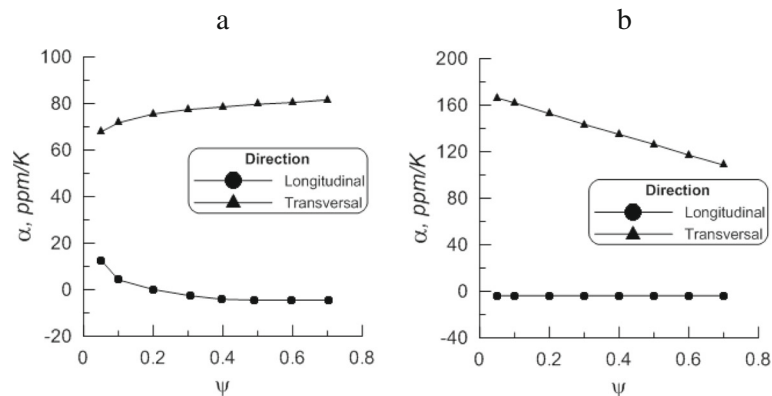 a
100
80
60
40
20
0
-20
α, ppm/K
Direction
Longitudinal
Transversal
0 0.2 0.4 0.6 0.8
ψ
b
200
160
120
80
40
0
-40
α, ppm/K
Direction
Longitudinal
Transversal
0 0.2 0.4 0.6 0.8
ψ